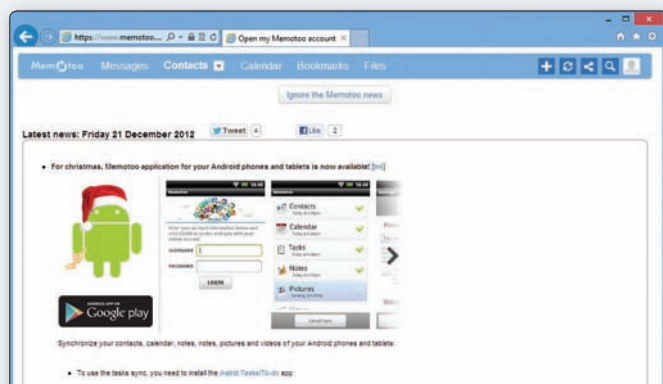 https://www.memotoo...
Open my Memotoo account
Memotoo Messages Contacts Calendar Bookmarks Files
Ignore the Memotoo news
Latest news: Friday 21 December 2012 Tweet 4 Like 2
For christmas, Memotoo application for your Android phones and tablets is now available!
Memotoo
USERNAME
PASSWORD
LOGIN
Contacts
Calendar
Tasks
Notes
Pictures
ANDROID APP ON
Google play
Synchronize your contacts, calendar, notes, notes, pictures and videos of your Android phones and tablets:
To use the tasks sync, you need to install the Astrid Tasks/To-do app